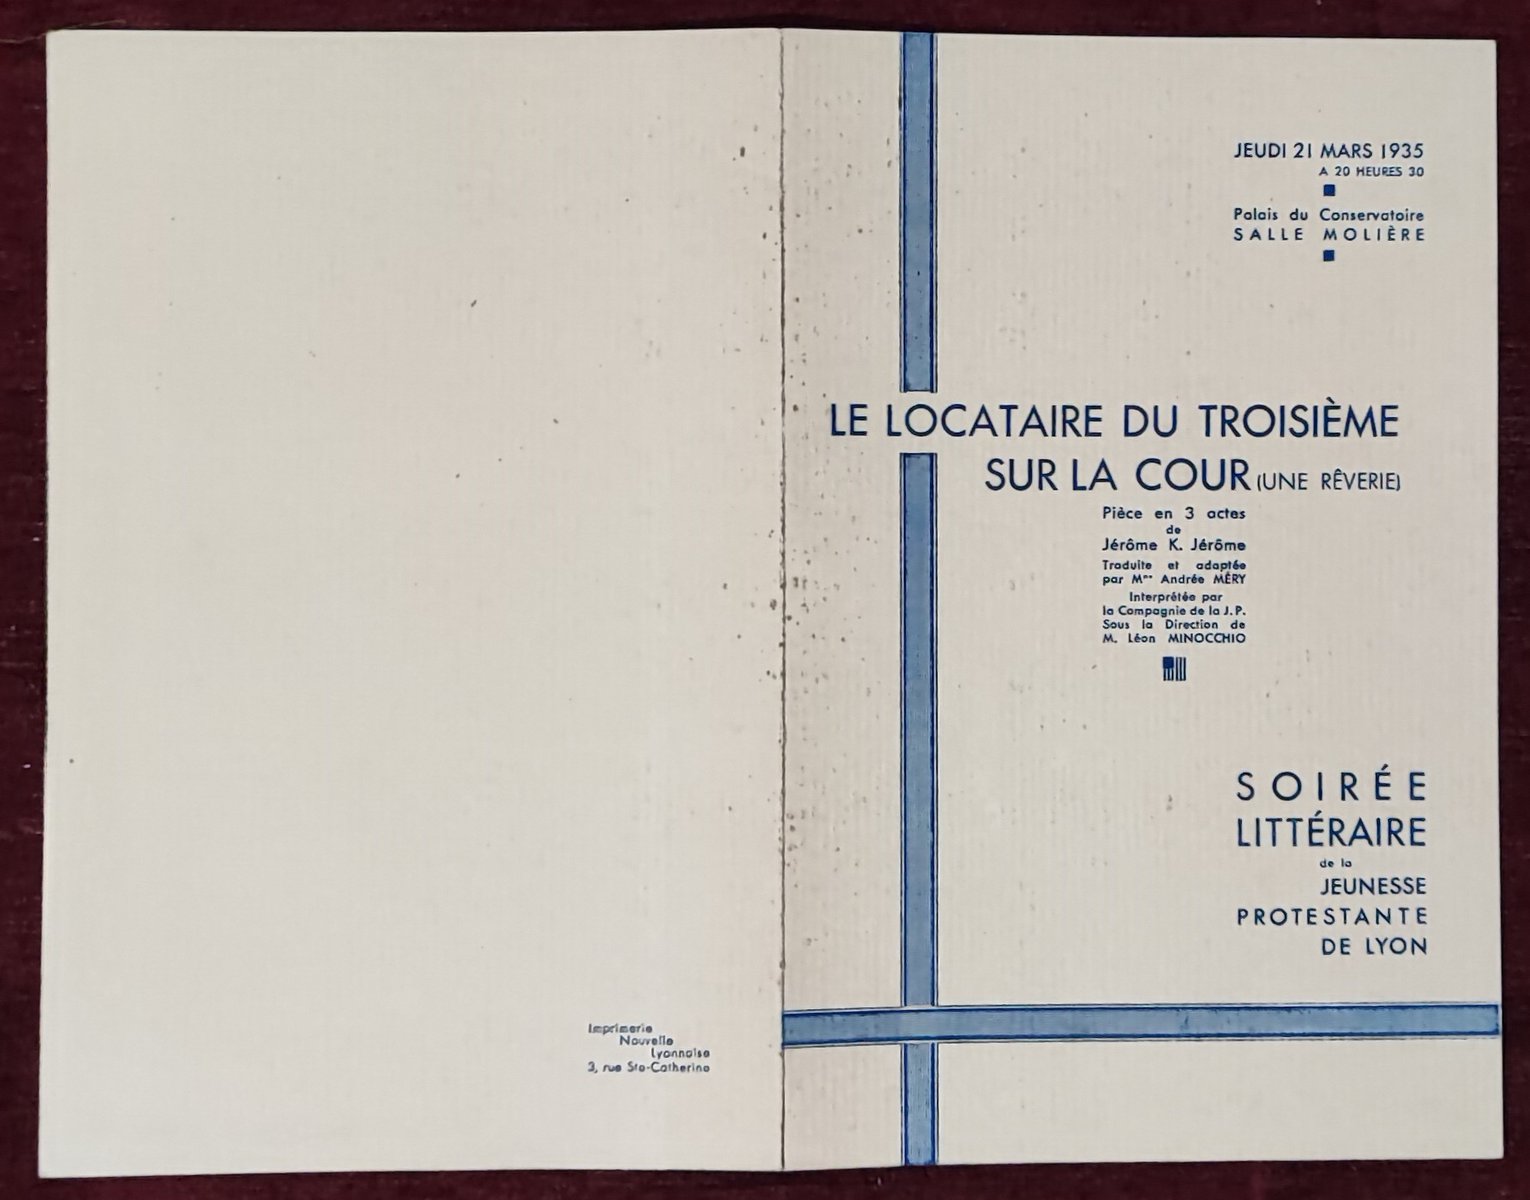 JEUDI 21 MARS 1935
A 20 HEURES 30
Palais du Conservatoire
SALLE MOLIÈRE
LE LOCATAIRE DU TROISIÈME
SUR LA COUR (UNE RÊVERIE)
Pièce en 3 actes
de
Jérôme K. Jérôme
Traduite et adaptée
par Mme Andrée MÉRY
Interprétée par
la Compagnie de la J.P.
Sous la Direction de
M. Léon MINOCCHIO
SOIRÉE
LITTÉRAIRE
de la
JEUNESSE
PROTESTANTE
DE LYON
Imprimerie
Nouvelle
Lyonnaise
3, rue Ste-Catherine